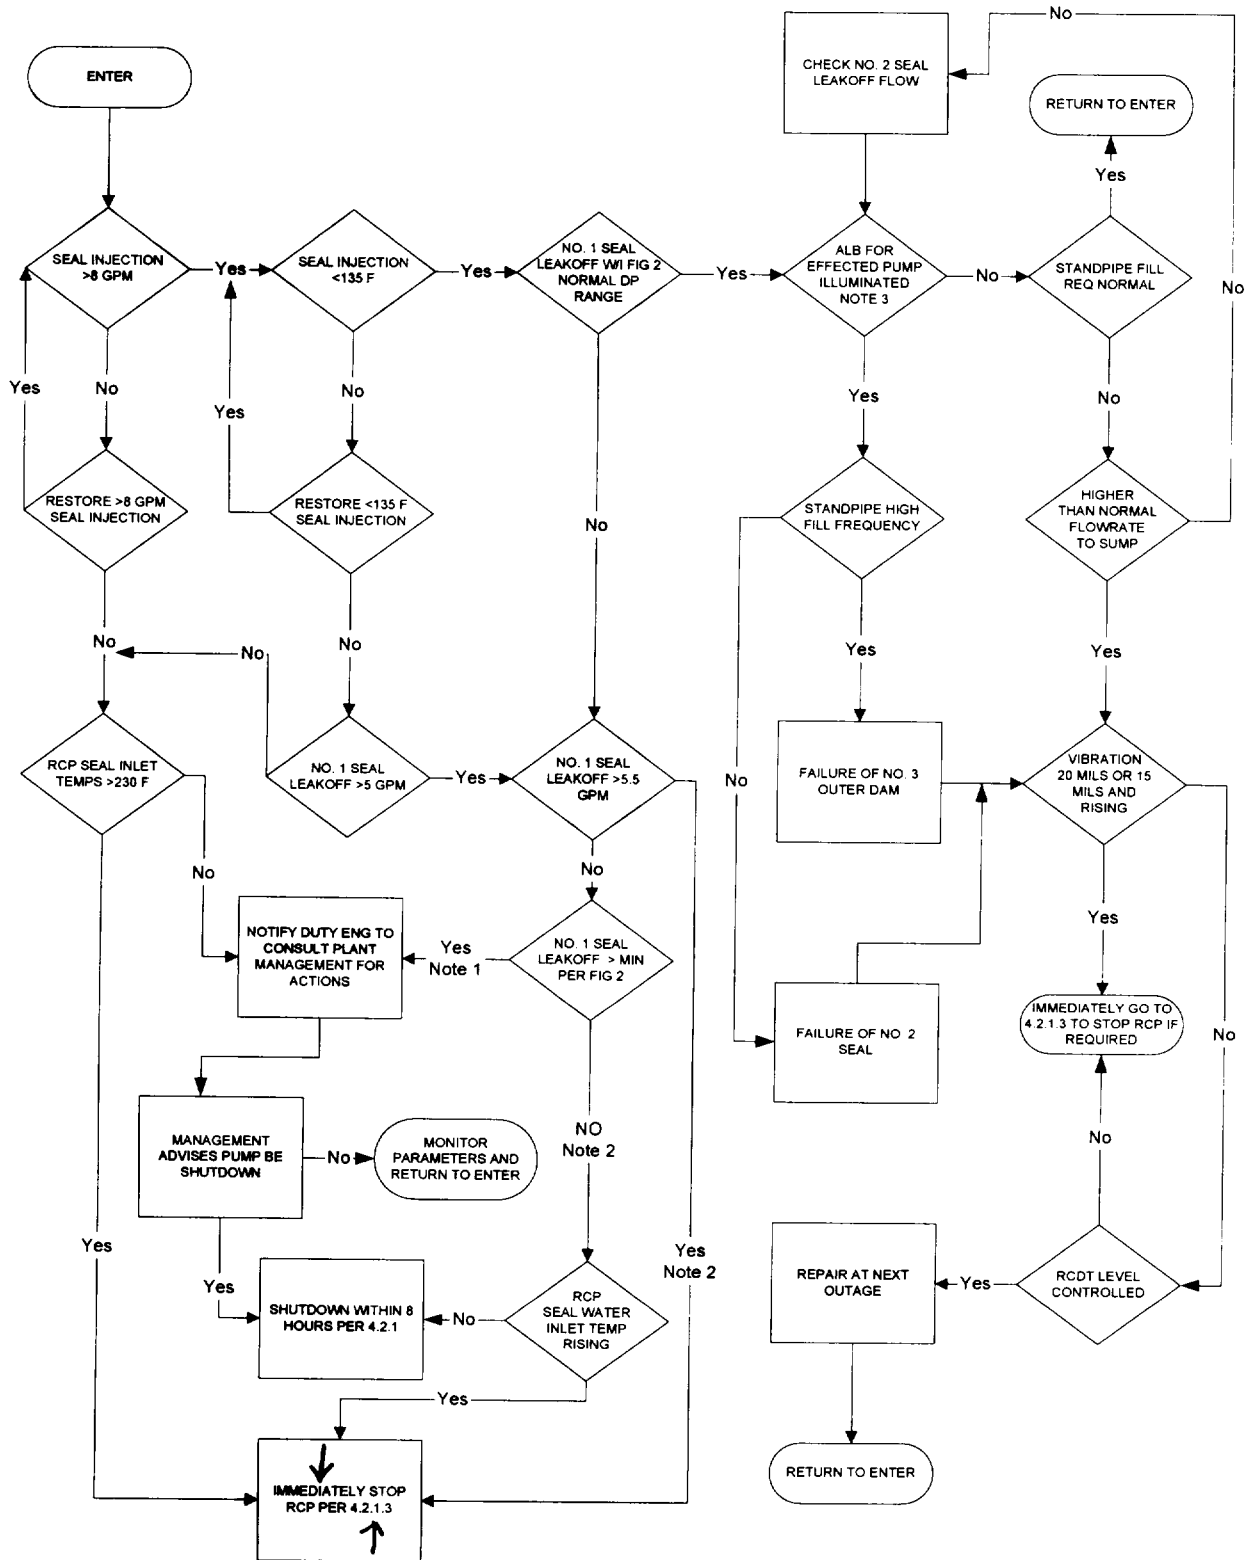 No
CHECK NO. 2 SEAL
LEAKOFF FLOW
ENTER
RETURN TO ENTER
Yes
SEAL INJECTION
>8 GPM
Yes
SEAL INJECTION
<135 F
Yes
NO. 1 SEAL
LEAKOFF W/I FIG 2
NORMAL DP
RANGE
Yes
ALB FOR
EFFECTED PUMP
ILLUMINATED
NOTE 3
No
STANDPIPE FILL
REQ NORMAL
No
Yes
No
Yes
No
Yes
No
RESTORE >8 GPM
SEAL INJECTION
RESTORE <135 F
SEAL INJECTION
No
STANDPIPE HIGH
FILL FREQUENCY
HIGHER
THAN NORMAL
FLOWRATE
TO SUMP
No
No
No
Yes
Yes
RCP SEAL INLET
TEMPS >230 F
NO. 1 SEAL
LEAKOFF >5 GPM
Yes
NO. 1 SEAL
LEAKOFF >5.5
GPM
No
FAILURE OF NO. 3
OUTER DAM
VIBRATION
20 MILS OR 15
MILS AND
RISING
No
No
Yes
NOTIFY DUTY ENG TO
CONSULT PLANT
MANAGEMENT FOR
ACTIONS
Yes
Note 1
NO. 1 SEAL
LEAKOFF > MIN
PER FIG 2
FAILURE OF NO. 2
SEAL
IMMEDIATELY GO TO
4.2.1.3 TO STOP RCP IF
REQUIRED
No
MANAGEMENT
ADVISES PUMP BE
SHUTDOWN
No
MONITOR
PARAMETERS AND
RETURN TO ENTER
NO
Note 2
No
Yes
Yes
Yes
Note 2
SHUTDOWN WITHIN 8
HOURS PER 4.2.1
No
RCP
SEAL WATER
INLET TEMP
RISING
REPAIR AT NEXT
OUTAGE
Yes
RCDT LEVEL
CONTROLLED
Yes
IMMEDIATELY STOP
RCP PER 4.2.1.3
RETURN TO ENTER